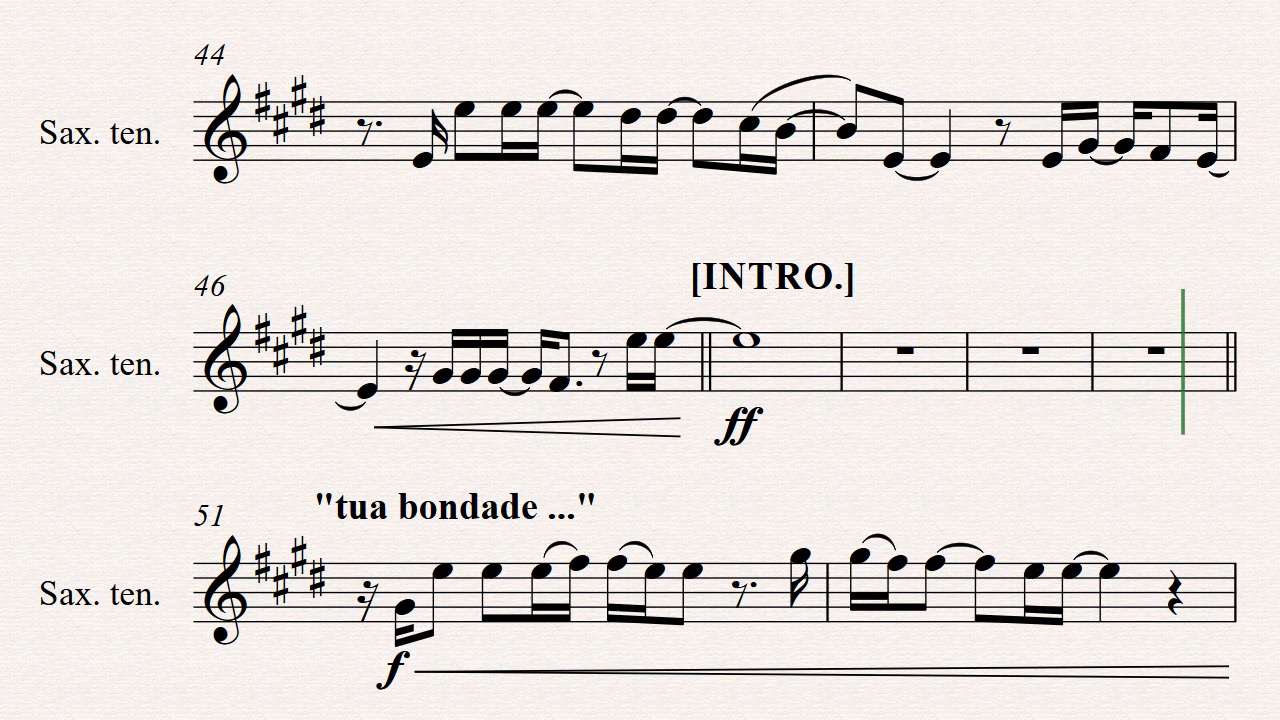 44
Sax. ten.
[INTRO.]
46
Sax. ten.
ff
"tua bondade ..."
51
Sax. ten.
f